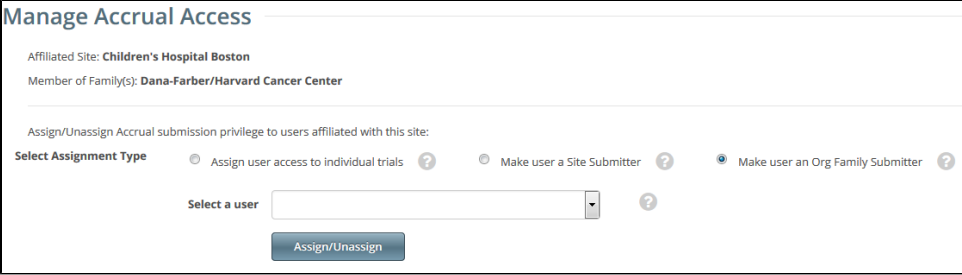 Manage Accrual Access
Affiliated Site: Children's Hospital Boston
Member of Family(s): Dana-Farber/Harvard Cancer Center
Assign/Unassign Accrual submission privilege to users affiliated with this site:
Select Assignment Type Assign user access to individual trials ? Make user a Site Submitter ? Make user an Org Family Submitter ?
Select a user ?
Assign/Unassign